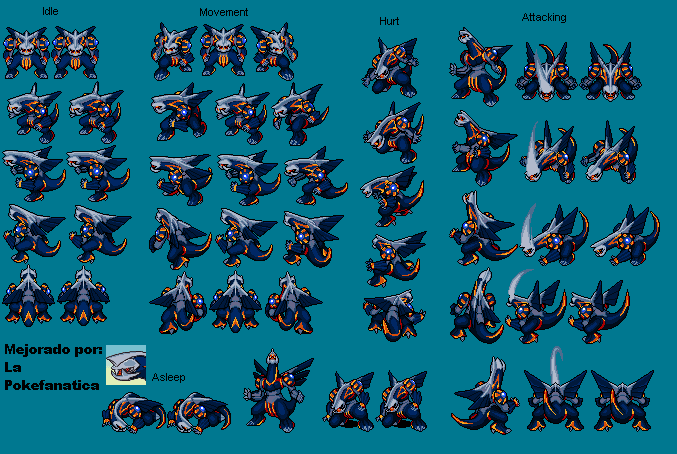 Idle
Movement
Hurt
Attacking
Mejorado por:
La
Pokefanatica
Asleep